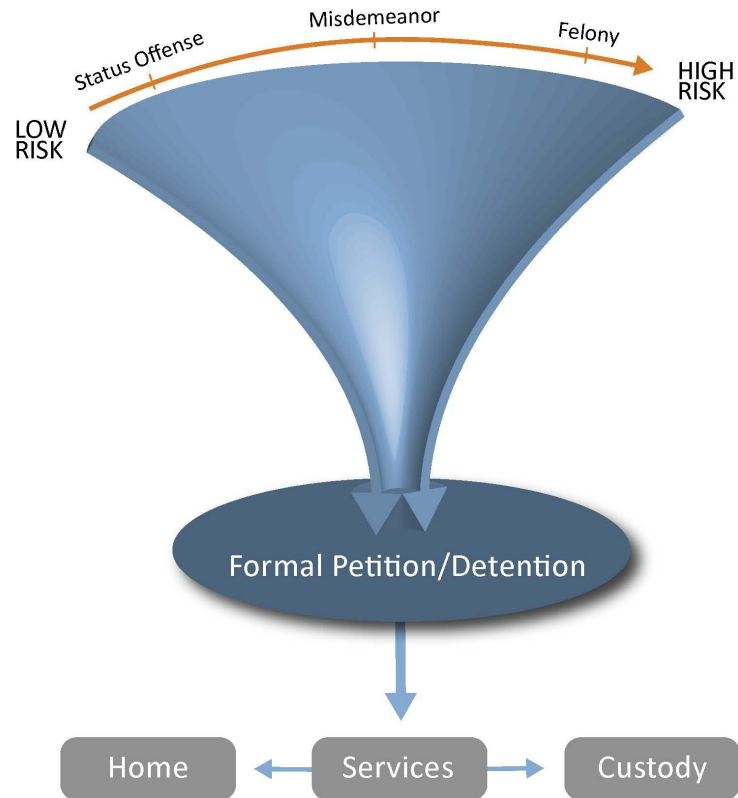 Misdemeanor
Status Offense
Felony
LOW
RISK
HIGH
RISK
Formal Petition/Detention
Home
Services
Custody